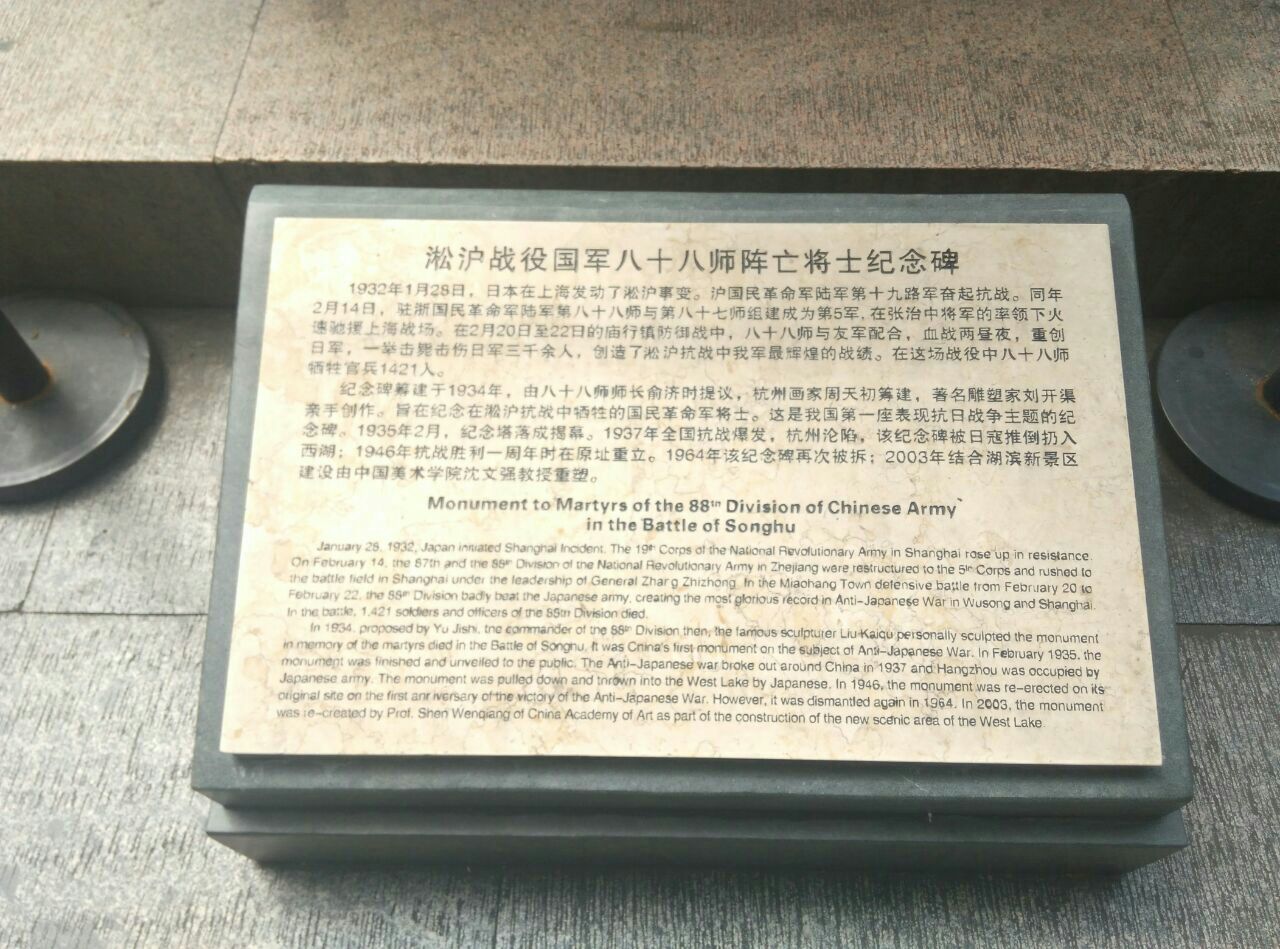 淞沪战役国军八十八师阵亡将士纪念碑
1932年1月28日，日本在上海发动了淞沪事变。沪国民革命军陆军第十九路军奋起抗战。同年
2月14日，驻浙国民革命军陆军第八十八师与第八十七师组建成为第5军，在张治中将军的率领下火
速驰援上海战场。在2月20日至22日的庙行镇防御战中，八十八师与友军配合，血战两昼夜，重创
日军，一举击毙击伤日军三千余人，创造了淞沪抗战中我军最辉煌的战绩。在这场战役中八十八师
牺牲官兵1421人。
纪念碑筹建于1934年，由八十八师师长俞济时提议，杭州画家周天初筹建，著名雕塑家刘开渠
亲手创作。旨在纪念在淞沪抗战中牺牲的国民革命军将士。这是我国第一座表现抗日战争主题的纪
念碑。1935年2月，纪念塔落成揭幕。1937年全国抗战爆发，杭州沦陷，该纪念碑被日寇推倒扔入
西湖；1946年抗战胜利一周年时在原址重立。1964年该纪念碑再次被拆；2003年结合湖滨新景区
建设由中国美术学院沈文强教授重塑。
Monument to Martyrs of the 88th Division of Chinese Army
in the Battle of Songhu
January 28, 1932, Japan initiated Shanghai Incident. The 19th Corps of the National Revolutionary Army in Shanghai rose up in resistance.
On February 14, the 87th and the 88th Division of the National Revolutionary Army in Zhejiang were restructured to the 5th Corps and rushed to
the battle field in Shanghai under the leadership of General Zhang Zhizhong. In the Miaohang Town defensive battle from February 20 to
February 22, the 88th Division badly beat the Japanese army, creating the most glorious record in Anti-Japanese War in Wusong and Shanghai.
In the battle, 1,421 soldiers and officers of the 88th Division died.
In 1934, proposed by Yu Jishi, the commander of the 88th Division then, the famous sculpturer Liu Kaiqu personally sculpted the monument
in memory of the martyrs died in the Battle of Songhu. It was China's first monument on the subject of Anti-Japanese War. In February 1935, the
monument was finished and unveiled to the public. The Anti-Japanese war broke out around China in 1937 and Hangzhou was occupied by
Japanese army. The monument was pulled down and thrown into the West Lake by Japanese. In 1946, the monument was re-erected on its
original site on the first anniversary of the victory of the Anti-Japanese War. However, it was dismantled again in 1964. In 2003, the monument
was re-created by Prof. Shen Wenqiang of China Academy of Art as part of the construction of the new scenic area of the West Lake.